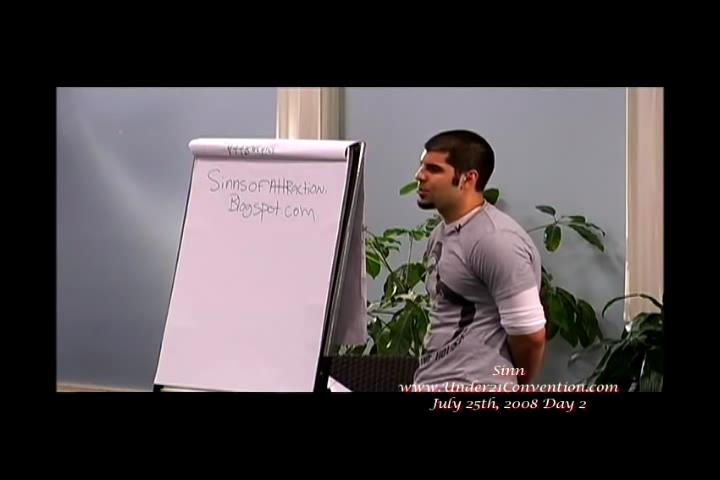 SinnsofAttraction.
Blogspot.com
Sinn
www.Under21Convention.com
July 25th, 2008 Day 2